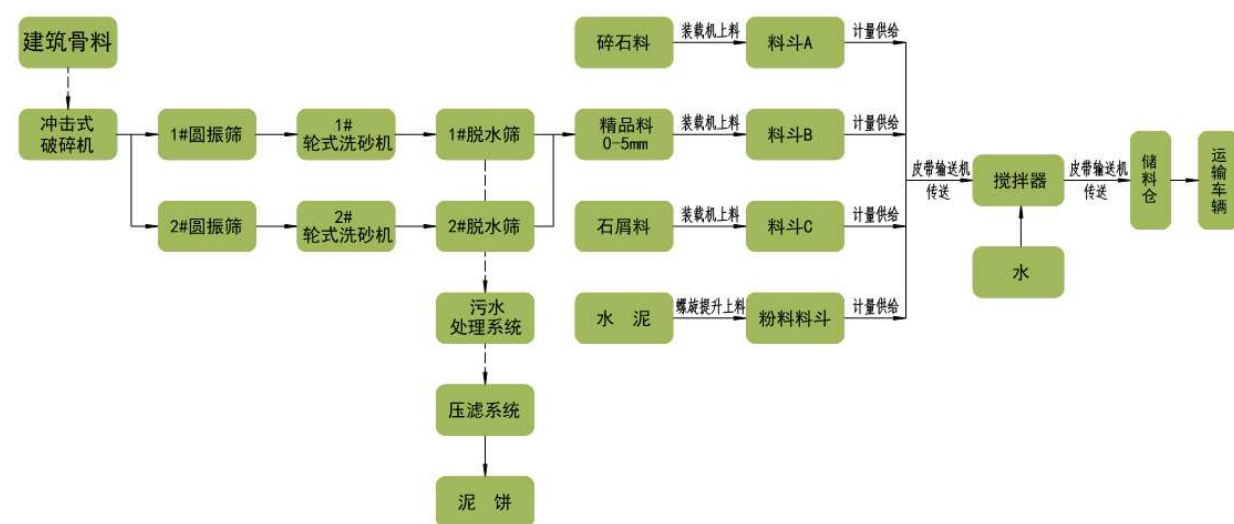 建筑骨料
冲击式
破碎机
1#圆振筛
1#
轮式洗砂机
1#脱水筛
2#圆振筛
2#
轮式洗砂机
2#脱水筛
污水
处理系统
压滤系统
泥 饼
碎石料
装载机上料
料斗A
计量供给
精品料
0-5mm
装载机上料
料斗B
计量供给
石屑料
装载机上料
料斗C
计量供给
水 泥
螺旋提升上料
粉料料斗
计量供给
皮带输送机
传送
搅拌器
水
皮带输送机
传送
储料仓
运输车辆